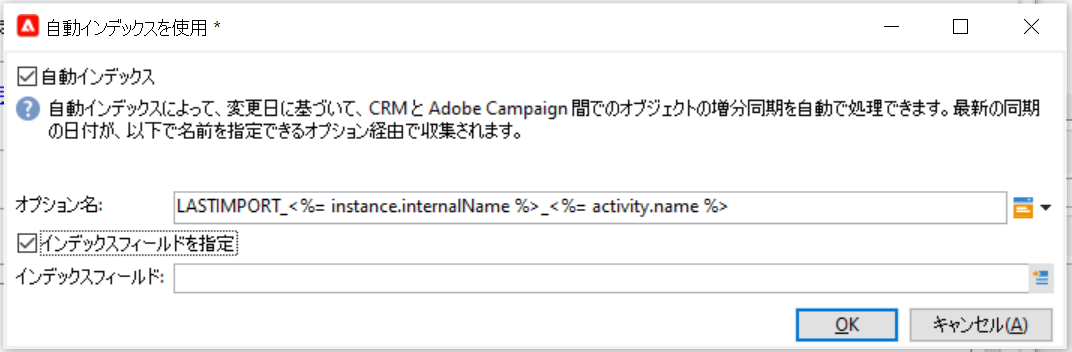 自動インデックスを使用 *
自動インデックス
自動インデックスによって、変更日に基づいて、CRMと Adobe Campaign 間でのオブジェクトの増分同期を自動で処理できます。最新の同期
の日付が、以下で名前を指定できるオプション経由で収集されます。
オプション名: LASTIMPORT_<%= instance.internalName %>_<%= activity.name %>
インデックスフィールドを指定
インデックスフィールド:
OK キャンセル(A)